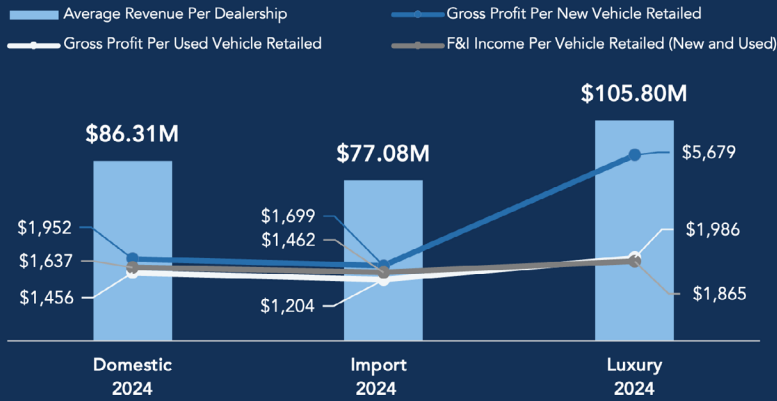 Average Revenue Per Dealership
Gross Profit Per New Vehicle Retailed
Gross Profit Per Used Vehicle Retailed
F&I Income Per Vehicle Retailed (New and Used)
$105.80M
$86.31M
$77.08M
$5,679
$1,952
$1,699
$1,986
$1,462
$1,637
$1,456
$1,204
$1,865
Domestic
2024
Import
2024
Luxury
2024